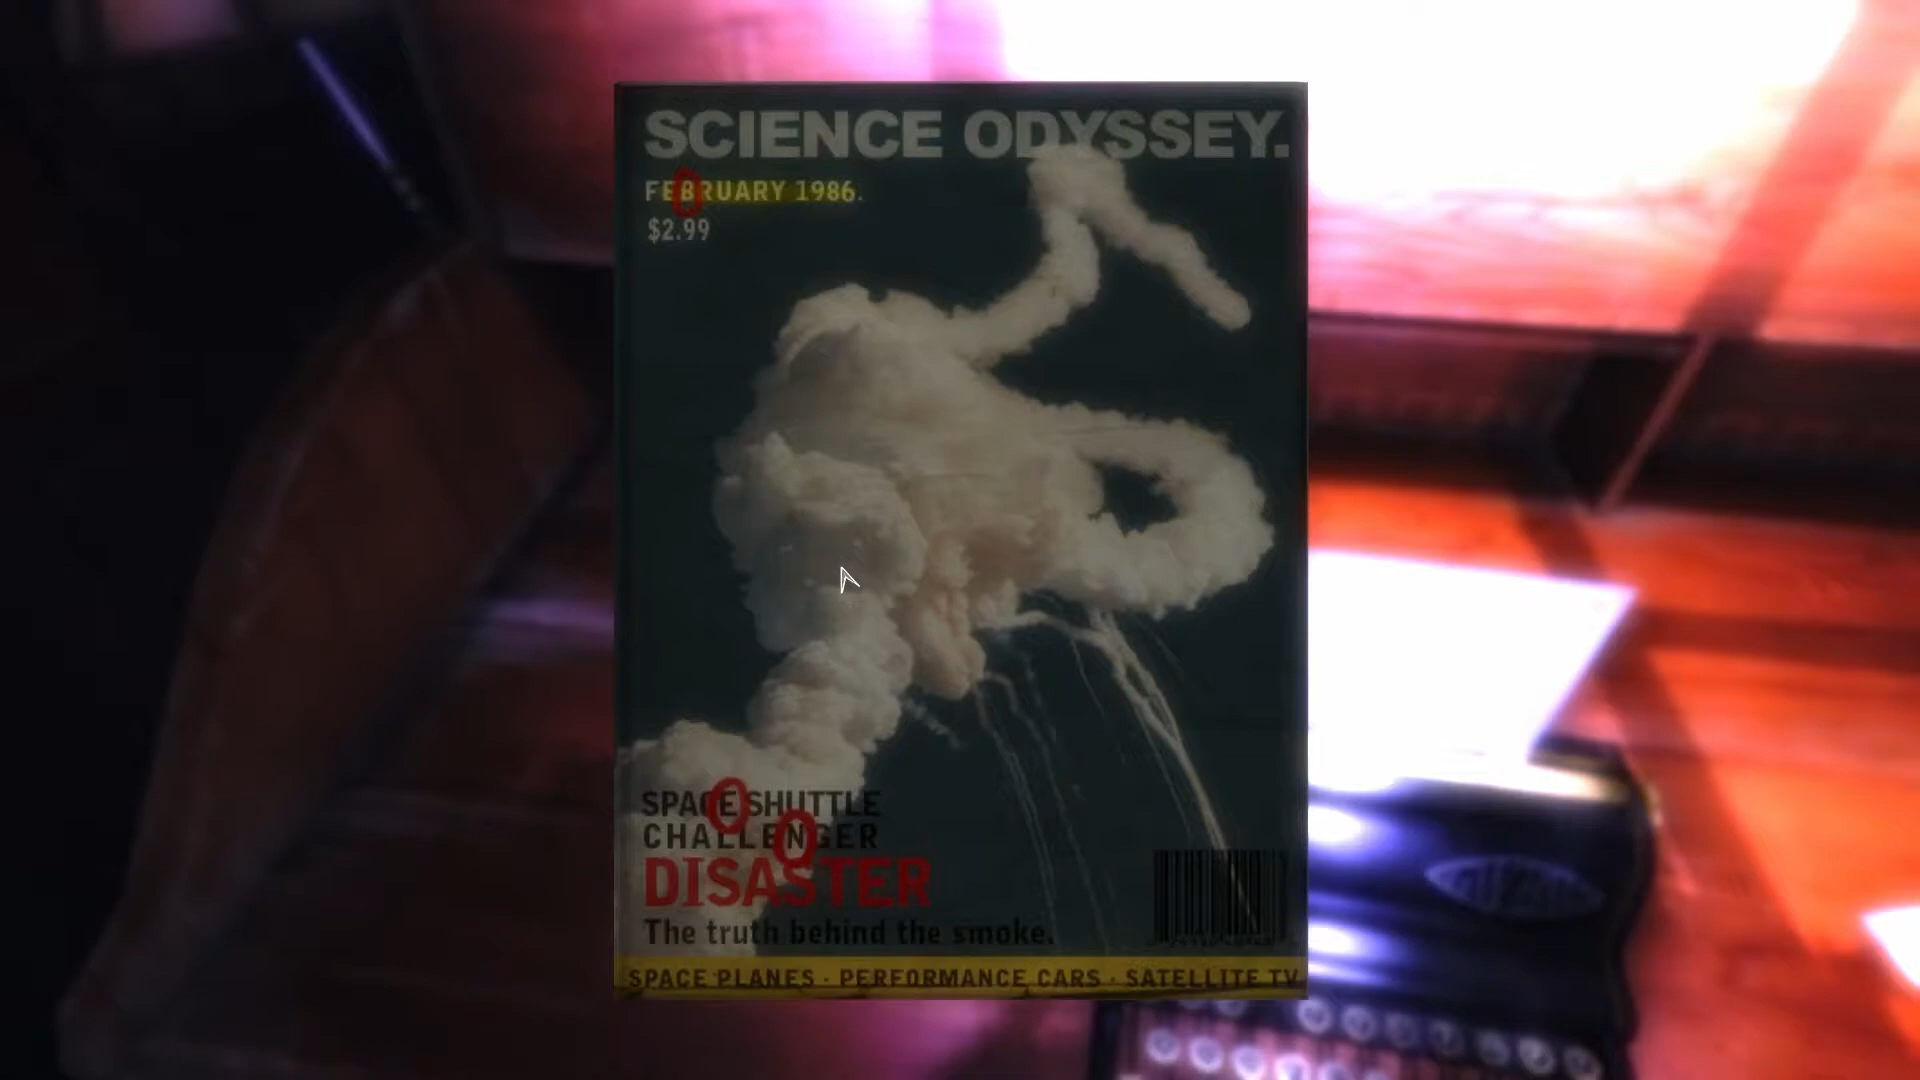 SCIENCE ODYSSEY.
FEBRUARY 1986.
$2.99
SPACE SHUTTLE
CHALLENGER
DISASTER
The truth behind the smoke.
SPACE PLANES · PERFORMANCE CARS · SATELLITE TV